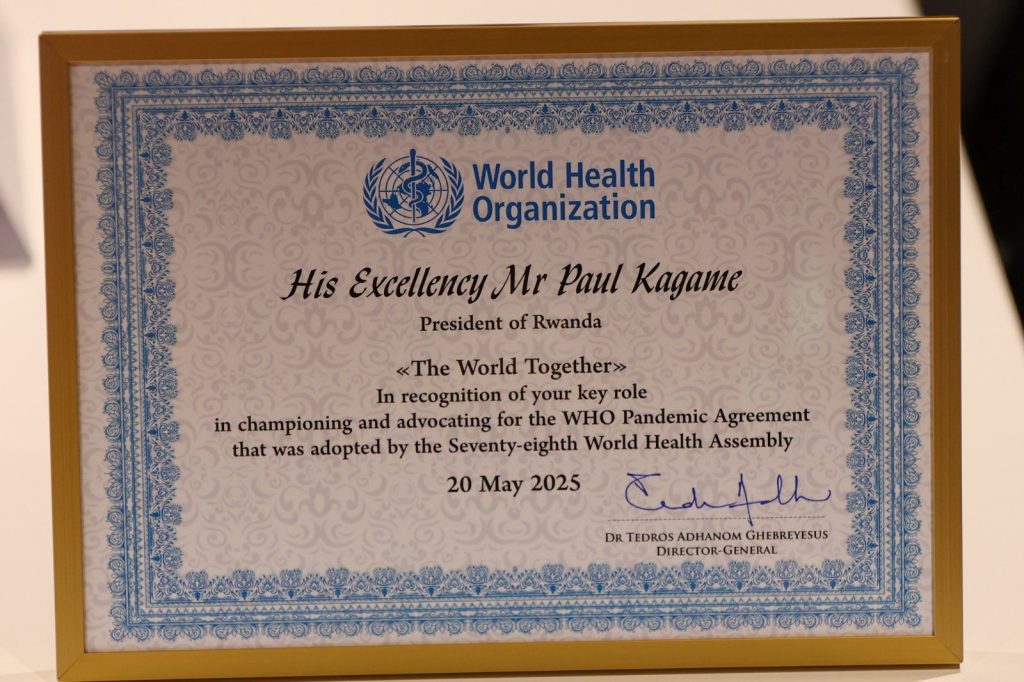 World Health
Organization
His Excellency Mr Paul Kagame
President of Rwanda
«The World Together»
In recognition of your key role
in championing and advocating for the WHO Pandemic Agreement
that was adopted by the Seventy-eighth World Health Assembly
20 May 2025
DR TEDROS ADHANOM GHEBREYESUS
DIRECTOR-GENERAL